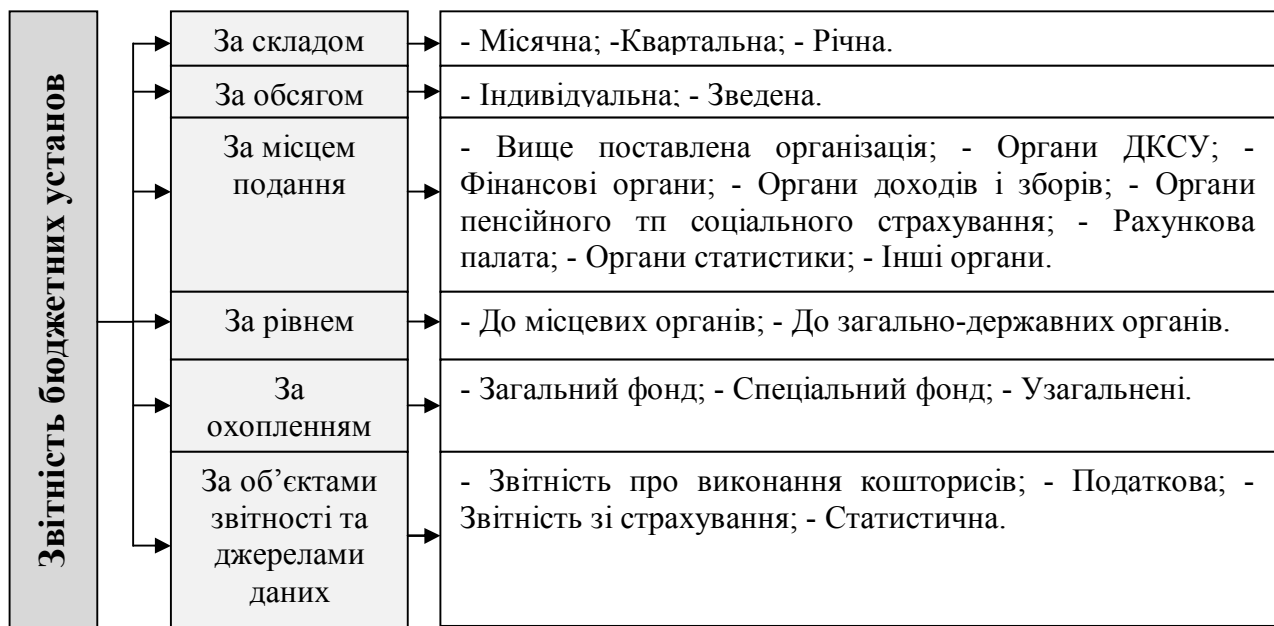 Звітність бюджетних установ
За складом
- Місячна; -Квартальна; - Річна.
За обсягом
- Індивідуальна; - Зведена.
За місцем
подання
- Вище поставлена організація; - Органи ДКСУ; -
Фінансові органи; - Органи доходів і зборів; - Органи
пенсійного тп соціального страхування; - Рахункова
палата; - Органи статистики; - Інші органи.
За рівнем
- До місцевих органів; - До загально-державних органів.
За
охопленням
- Загальний фонд; - Спеціальний фонд; - Узагальнені.
За об’єктами
звітності та
джерелами
даних
- Звітність про виконання кошторисів; - Податкова; -
Звітність зі страхування; - Статистична.